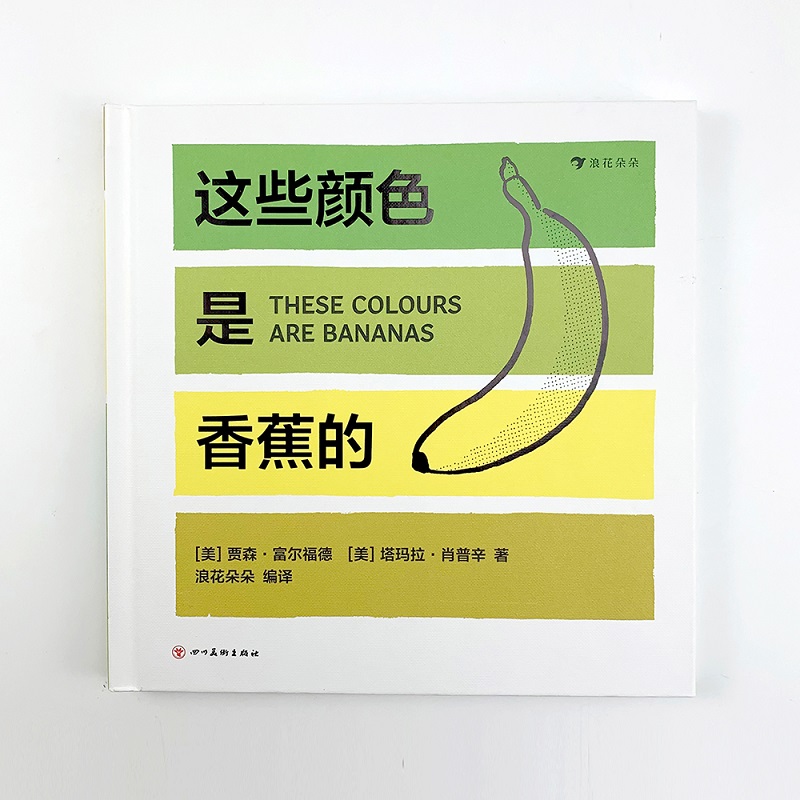 浪花朵朵
这些颜色
是
THESE COLOURS
ARE BANANAS
香蕉的
[美] 贾森·富尔福德 [美] 塔玛拉·肖普辛 著
浪花朵朵 编译
四川美术出版社